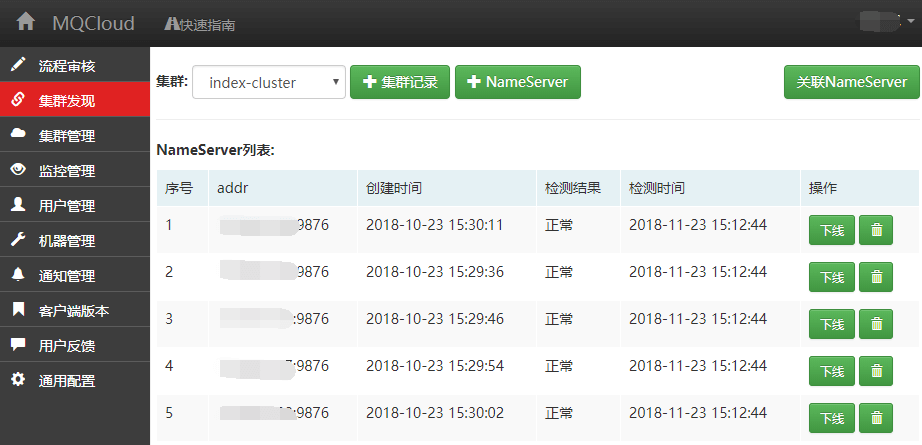 MQCloud 快速指南
流程审核
集群发现
集群管理
监控管理
用户管理
机器管理
通知管理
客户端版本
用户反馈
通用配置
集群: index-cluster 集群记录 NameServer 关联NameServer
NameServer列表:
序号 addr 创建时间 检测结果 检测时间 操作
1 :9876 2018-10-23 15:30:11 正常 2018-11-23 15:12:44 下线
2 :9876 2018-10-23 15:29:36 正常 2018-11-23 15:12:44 下线
3 :9876 2018-10-23 15:29:46 正常 2018-11-23 15:12:44 下线
4 :9876 2018-10-23 15:29:54 正常 2018-11-23 15:12:44 下线
5 :9876 2018-10-23 15:30:02 正常 2018-11-23 15:12:44 下线